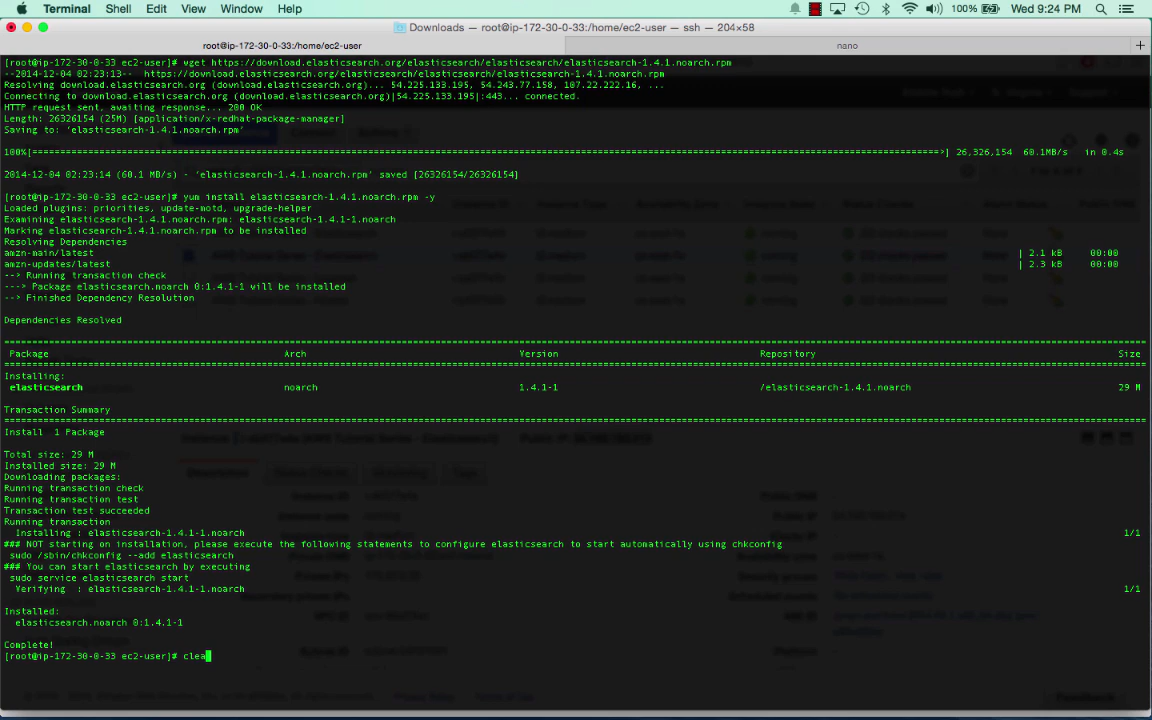 Terminal Shell Edit View Window Help 100% Wed 9:24 PM
Downloads — root@ip-172-30-0-33:/home/ec2-user — ssh — 204×58
root@ip-172-30-0-33:/home/ec2-user nano +
[root@ip-172-30-0-33 ec2-user]# wget https://download.elasticsearch.org/elasticsearch/elasticsearch/elasticsearch-1.4.1.noarch.rpm
--2014-12-04 02:23:13-- https://download.elasticsearch.org/elasticsearch/elasticsearch/elasticsearch-1.4.1.noarch.rpm
Resolving download.elasticsearch.org (download.elasticsearch.org)... 54.225.133.195, 54.243.77.158, 107.22.222.16, ...
Connecting to download.elasticsearch.org (download.elasticsearch.org)|54.225.133.195|:443... connected.
HTTP request sent, awaiting response... 200 OK
Length: 26326154 (25M) [application/x-redhat-package-manager]
Saving to: ‘elasticsearch-1.4.1.noarch.rpm’
100%[======================================================================>] 26,326,154 60.1MB/s in 0.4s
2014-12-04 02:23:14 (60.1 MB/s) - ‘elasticsearch-1.4.1.noarch.rpm’ saved [26326154/26326154]
[root@ip-172-30-0-33 ec2-user]# yum install elasticsearch-1.4.1.noarch.rpm -y
Loaded plugins: priorities, update-motd, upgrade-helper
Examining elasticsearch-1.4.1.noarch.rpm: elasticsearch-1.4.1-1.noarch
Marking elasticsearch-1.4.1.noarch.rpm to be installed
Resolving Dependencies
amzn-main/latest | 2.1 kB 00:00
amzn-updates/latest | 2.3 kB 00:00
--> Running transaction check
---> Package elasticsearch.noarch 0:1.4.1-1 will be installed
--> Finished Dependency Resolution
Dependencies Resolved
Package Arch Version Repository Size
Installing:
elasticsearch noarch 1.4.1-1 /elasticsearch-1.4.1.noarch 29 M
Transaction Summary
Install 1 Package
Total size: 29 M
Installed size: 29 M
Downloading packages:
Running transaction check
Running transaction test
Transaction test succeeded
Running transaction
Installing : elasticsearch-1.4.1-1.noarch 1/1
### NOT starting on installation, please execute the following statements to configure elasticsearch to start automatically using chkconfig
sudo /sbin/chkconfig --add elasticsearch
### You can start elasticsearch by executing
sudo service elasticsearch start
Verifying : elasticsearch-1.4.1-1.noarch 1/1
Installed:
elasticsearch.noarch 0:1.4.1-1
Complete!
[root@ip-172-30-0-33 ec2-user]# clea